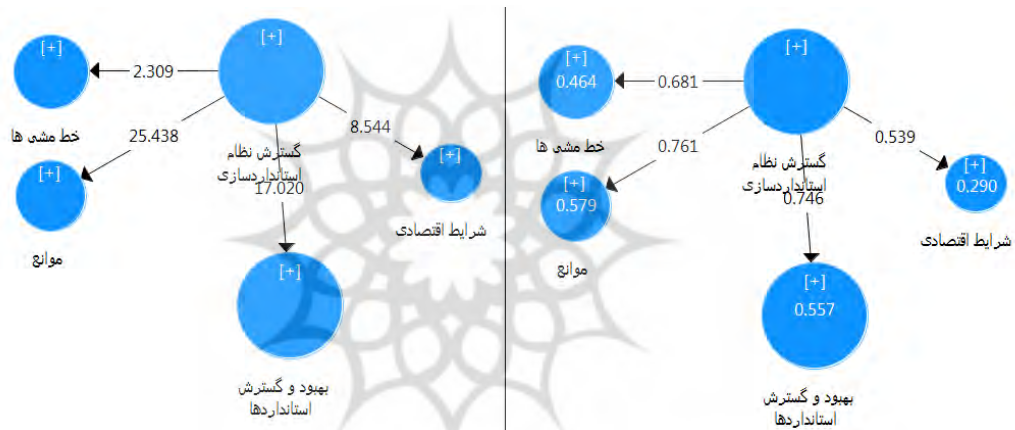 [+]
[+]
2.309
خط مشی ها
25.438
[+]
موانع
8.544
[+]
شرایط اقتصادی
گسترش نظام
استانداردسازی
17.020
[+]
بهبود و گسترش
استانداردها
[+]
[+]
0.464
0.681
خط مشی ها
0.761
[+]
0.579
موانع
0.539
[+]
0.290
شرایط اقتصادی
گسترش نظام
استانداردسازی
0.746
[+]
0.557
بهبود و گسترش
استانداردها